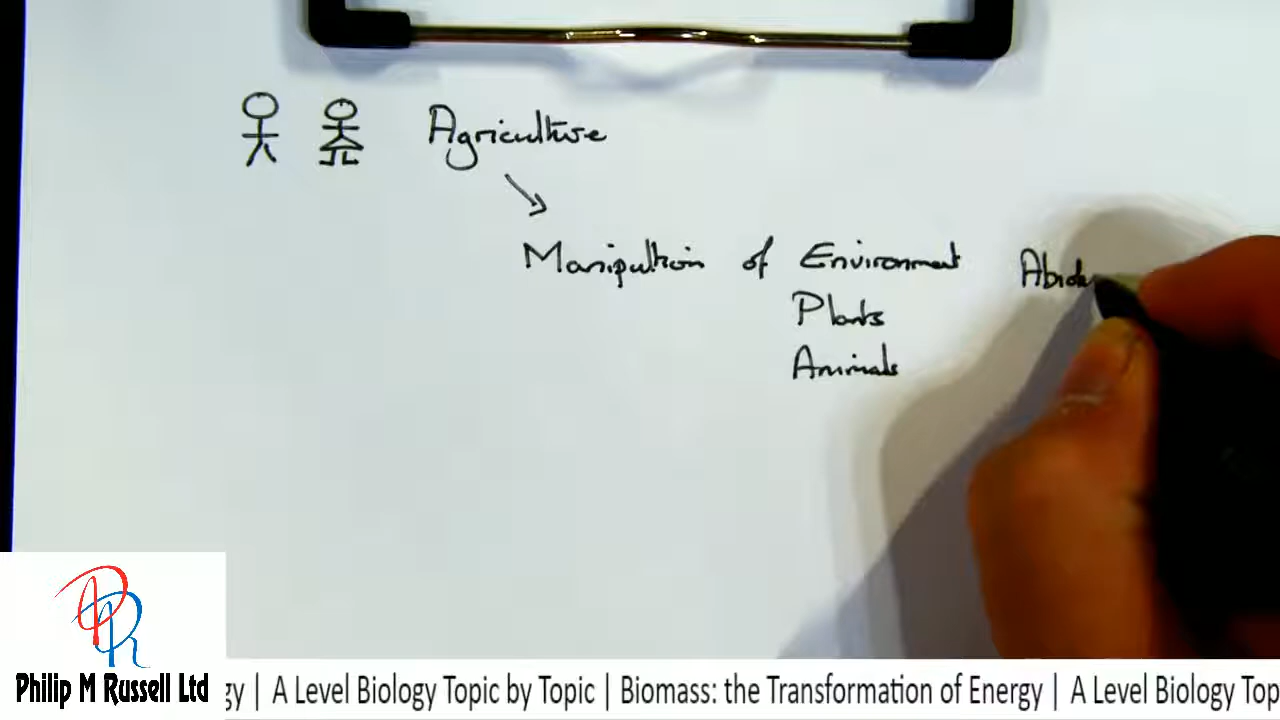 Agriculture
Manipultion of Environment
Plants
Animals
Philip M Russell Ltd
gy | A Level Biology Topic by Topic | Biomass: the Transformation of Energy | A Level Biology Top